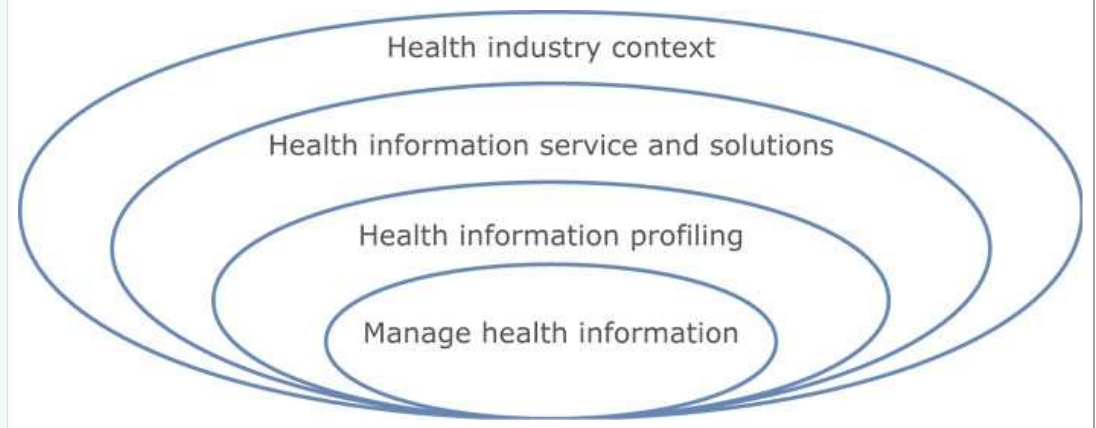 Health industry context
Health information service and solutions
Health information profiling
Manage health information